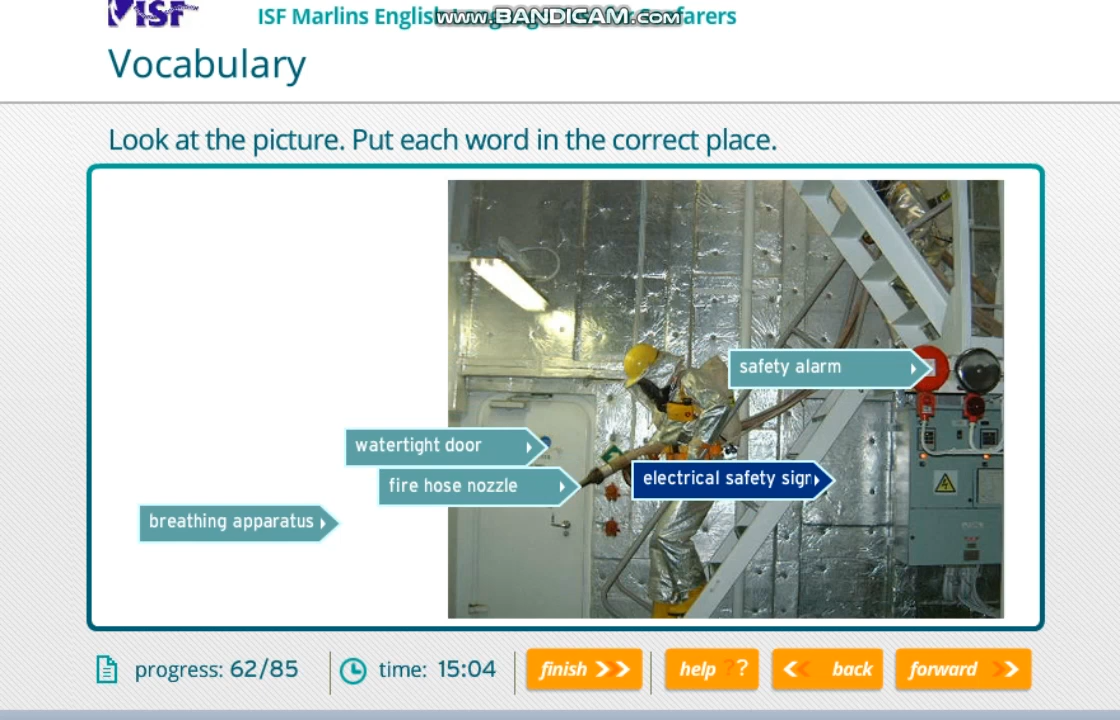 ISF
ISF Marlins English www.BANDICAM.com farers
Vocabulary
Look at the picture. Put each word in the correct place.
safety alarm
watertight door
fire hose nozzle
electrical safety sign
breathing apparatus
progress: 62/85
time: 15:04
finish
help ??
back
forward